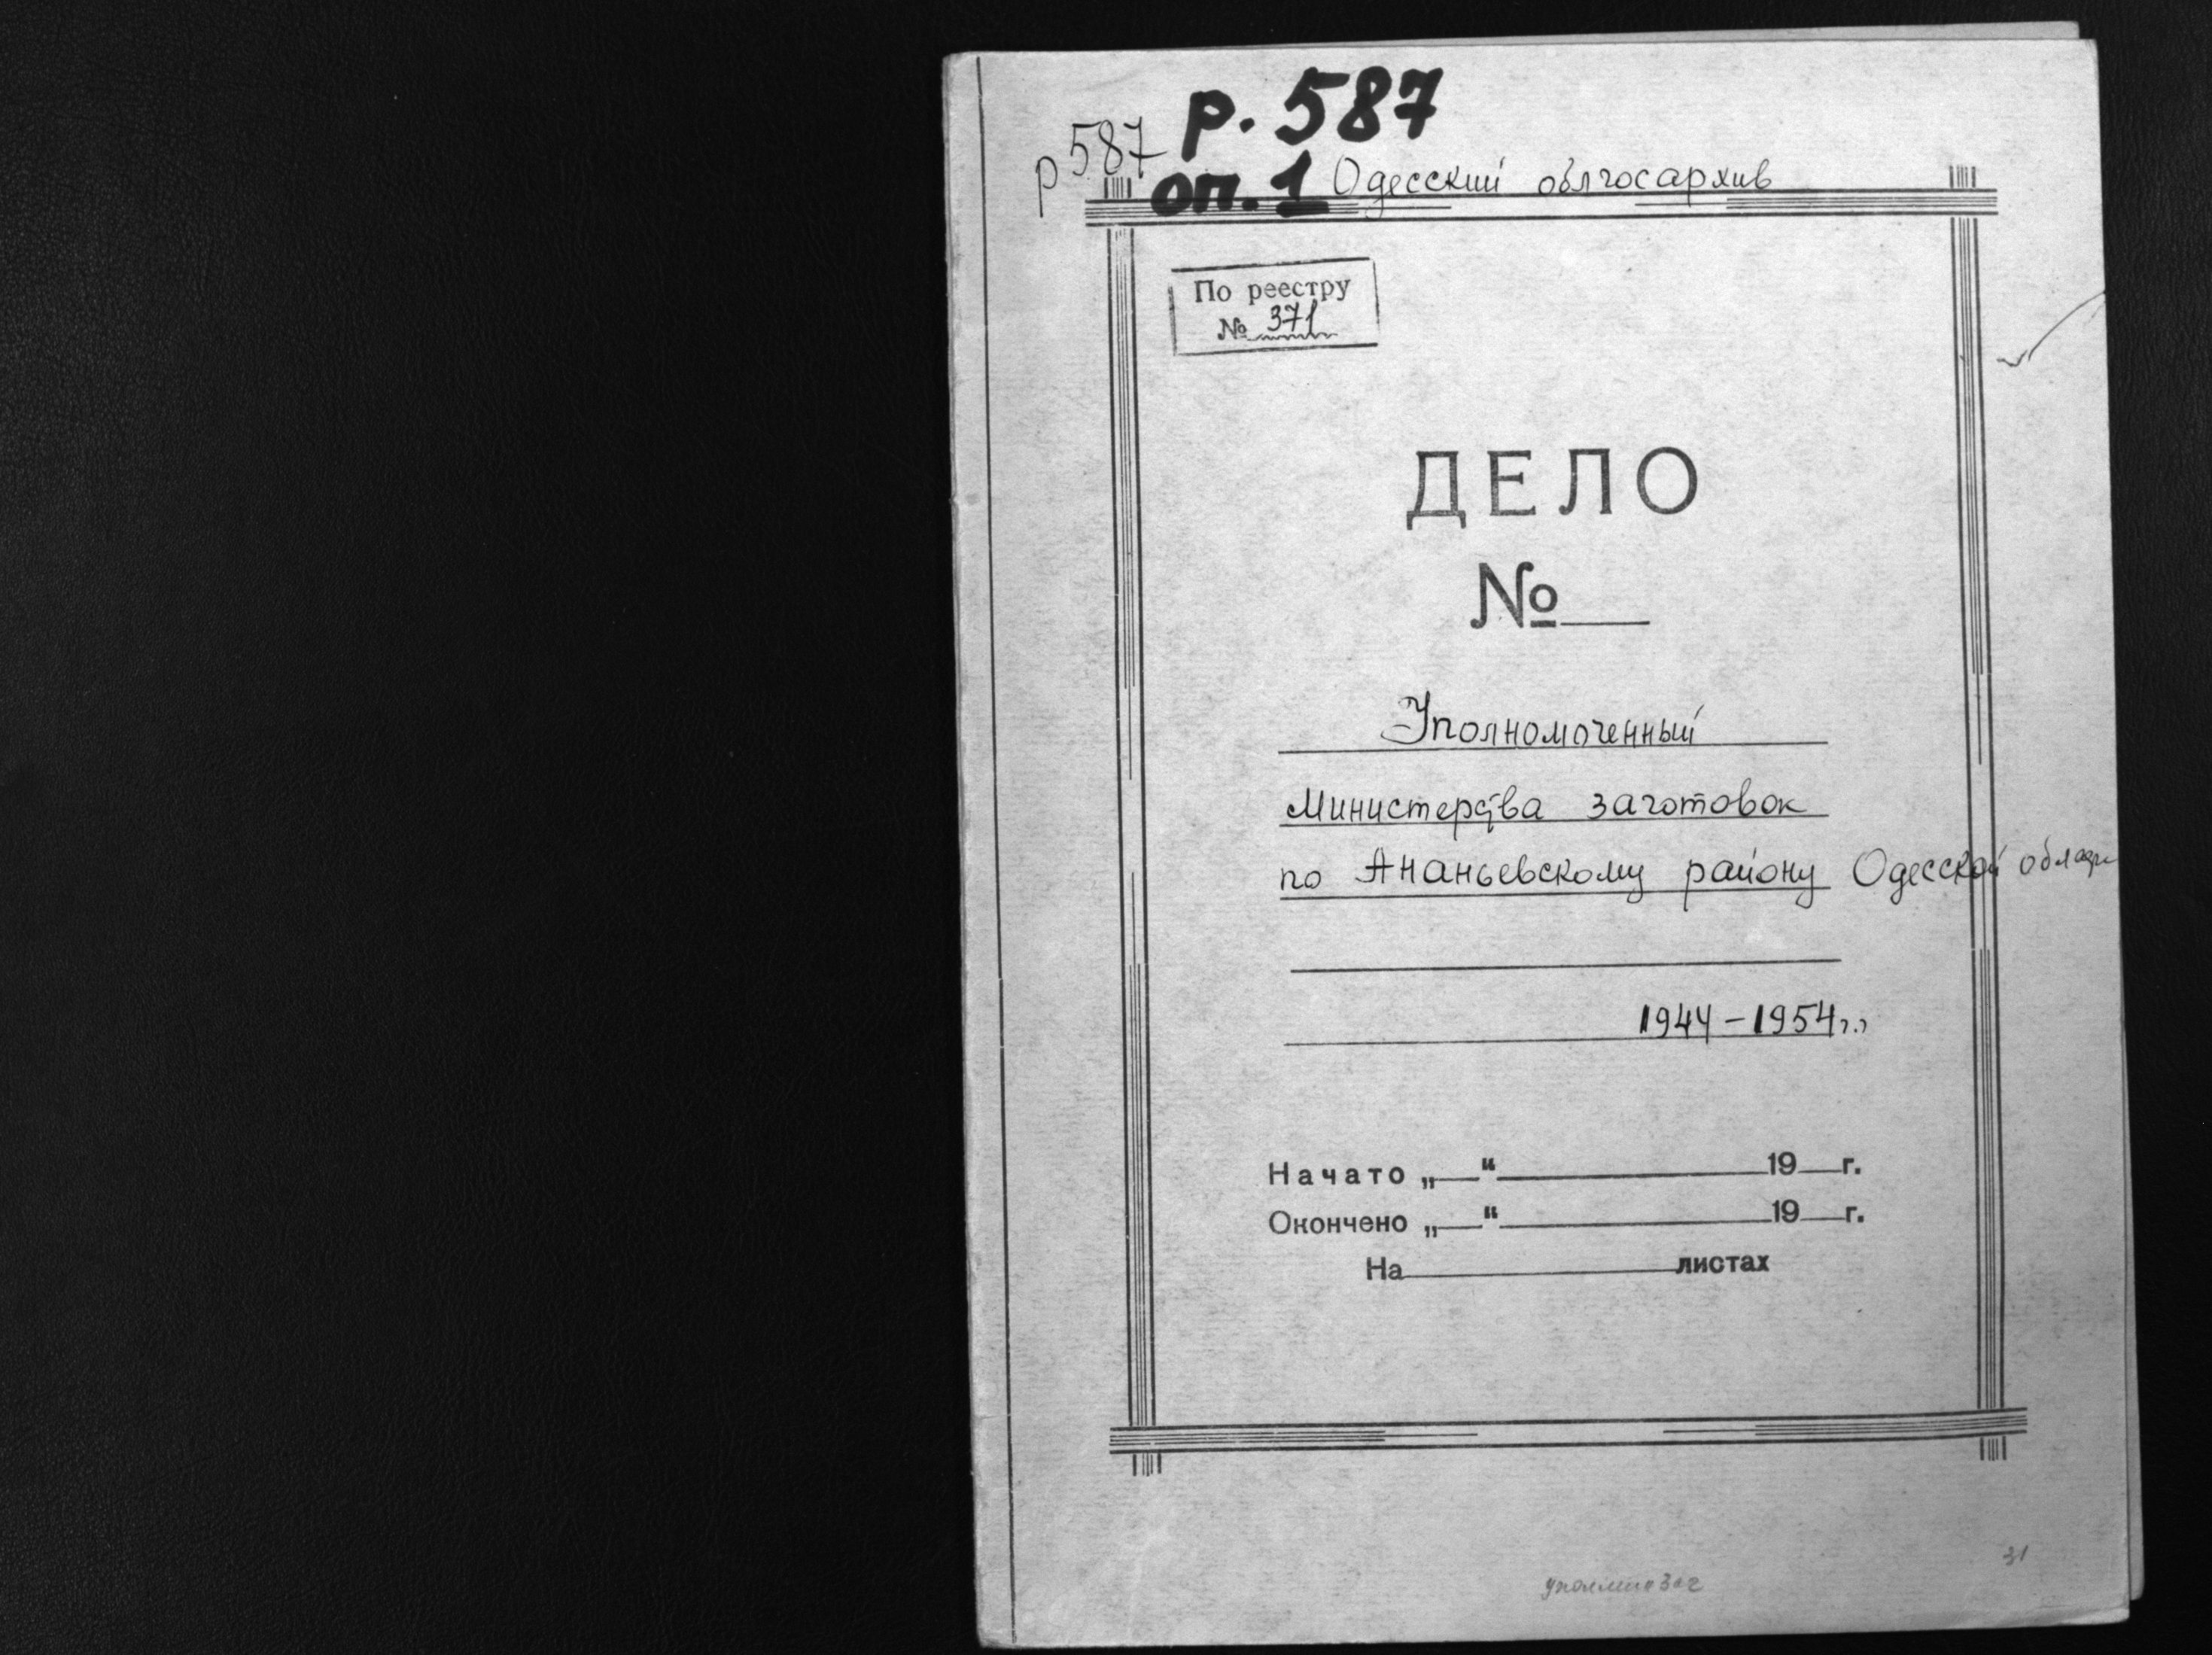 р. 587
р 587
оп. 1 Одесский облгосархив
По реестру
№ 371
ДЕЛО
№
Уполномоченный
Министерства заготовок
по Ананьевскому району Одесской области
1944-1954г.г
Начато „ “ 19 г.
Окончено „ “ 19 г.
На листах
31